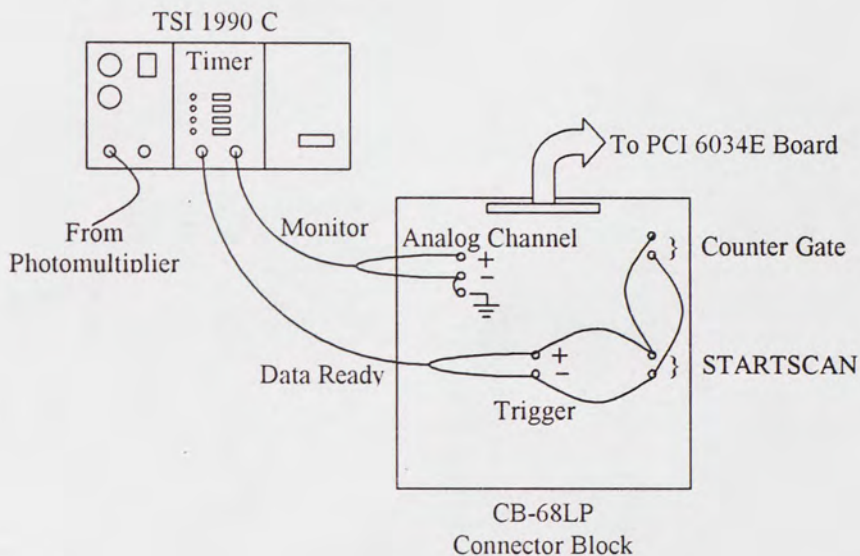 TSI 1990 C
Timer
To PCI 6034E Board
Monitor
From
Photomultiplier
Analog Channel
+
−
} Counter Gate
Data Ready
+
−
} STARTSCAN
Trigger
CB-68LP
Connector Block